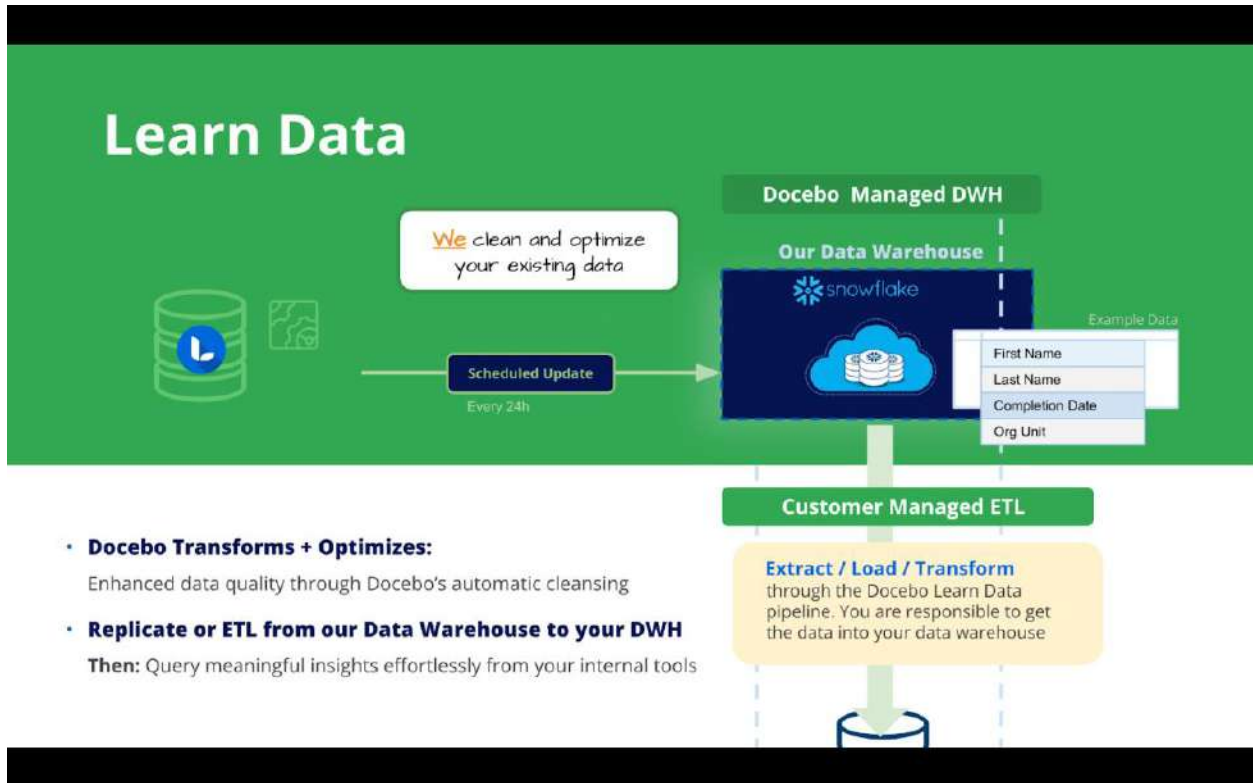 Learn Data
Docebo Managed DWH
We clean and optimize
your existing data
Our Data Warehouse
snowflake
Example Data
First Name
Last Name
Completion Date
Org Unit
Scheduled Update
Every 24h
Customer Managed ETL
• Docebo Transforms + Optimizes:
Enhanced data quality through Docebo's automatic cleansing
• Replicate or ETL from our Data Warehouse to your DWH
Then: Query meaningful insights effortlessly from your internal tools
Extract / Load / Transform
through the Docebo Learn Data
pipeline. You are responsible to get
the data into your data warehouse